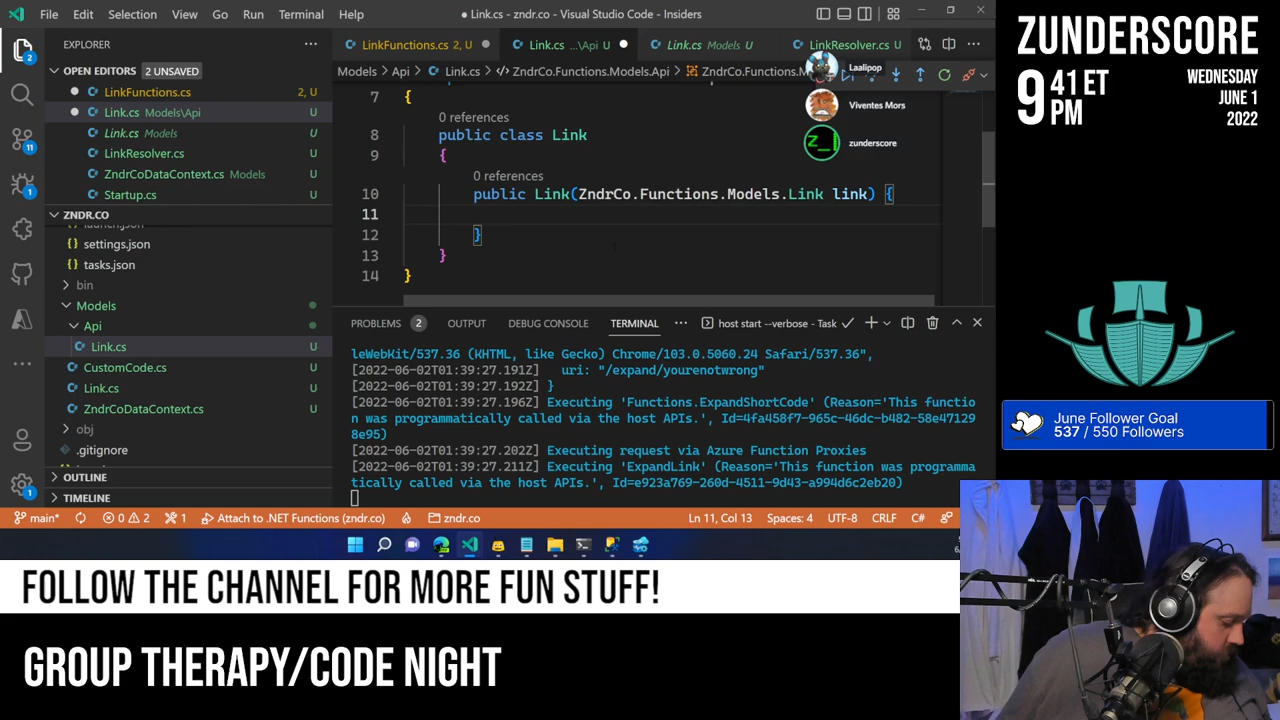 File Edit Selection View Go Run Terminal Help
● Link.cs - zndr.co - Visual Studio Code - Insiders
EXPLORER
OPEN EDITORS 2 UNSAVED
LinkFunctions.cs 2, U
Link.cs Models\Api U
Link.cs Models U
LinkResolver.cs U
ZndrCoDataContext.cs Models U
Startup.cs U
ZNDR.CO
launch.json U
settings.json U
tasks.json U
bin
Models
Api
Link.cs U
CustomCode.cs U
Link.cs U
ZndrCoDataContext.cs U
obj
.gitignore U
OUTLINE
TIMELINE
LinkFunctions.cs 2, U
Link.cs ...\Api U
Link.cs Models U
LinkResolver.cs U
Models > Api > Link.cs > ZndrCo.Functions.Models.Api > ZndrCo.Functions.M
Laalipop
Viventes Mors
zunderscore
7 {
0 references
8 public class Link
9 {
0 references
10 public Link(ZndrCo.Functions.Models.Link link) {
11
12 }
13 }
14 }
PROBLEMS 2 OUTPUT DEBUG CONSOLE TERMINAL host start --verbose - Task
leWebKit/537.36 (KHTML, like Gecko) Chrome/103.0.5060.24 Safari/537.36",
[2022-06-02T01:39:27.191Z] uri: "/expand/yourenotwrong"
[2022-06-02T01:39:27.192Z] }
[2022-06-02T01:39:27.196Z] Executing 'Functions.ExpandShortCode' (Reason='This functio
n was programmatically called via the host APIs.', Id=4fa458f7-965c-46dc-b482-58e47129
8e95)
[2022-06-02T01:39:27.202Z] Executing request via Azure Function Proxies
[2022-06-02T01:39:27.211Z] Executing 'ExpandLink' (Reason='This function was programma
tically called via the host APIs.', Id=e923a769-260d-4511-9d43-a994d6c2eb20)
main* 0 2 1 Attach to .NET Functions (zndr.co) zndr.co Ln 11, Col 13 Spaces: 4 UTF-8 CRLF C#
FOLLOW THE CHANNEL FOR MORE FUN STUFF!
GROUP THERAPY/CODE NIGHT
ZUNDERSCORE
9 41 ET PM
WEDNESDAY
JUNE 1
2022
June Follower Goal
537 / 550 Followers